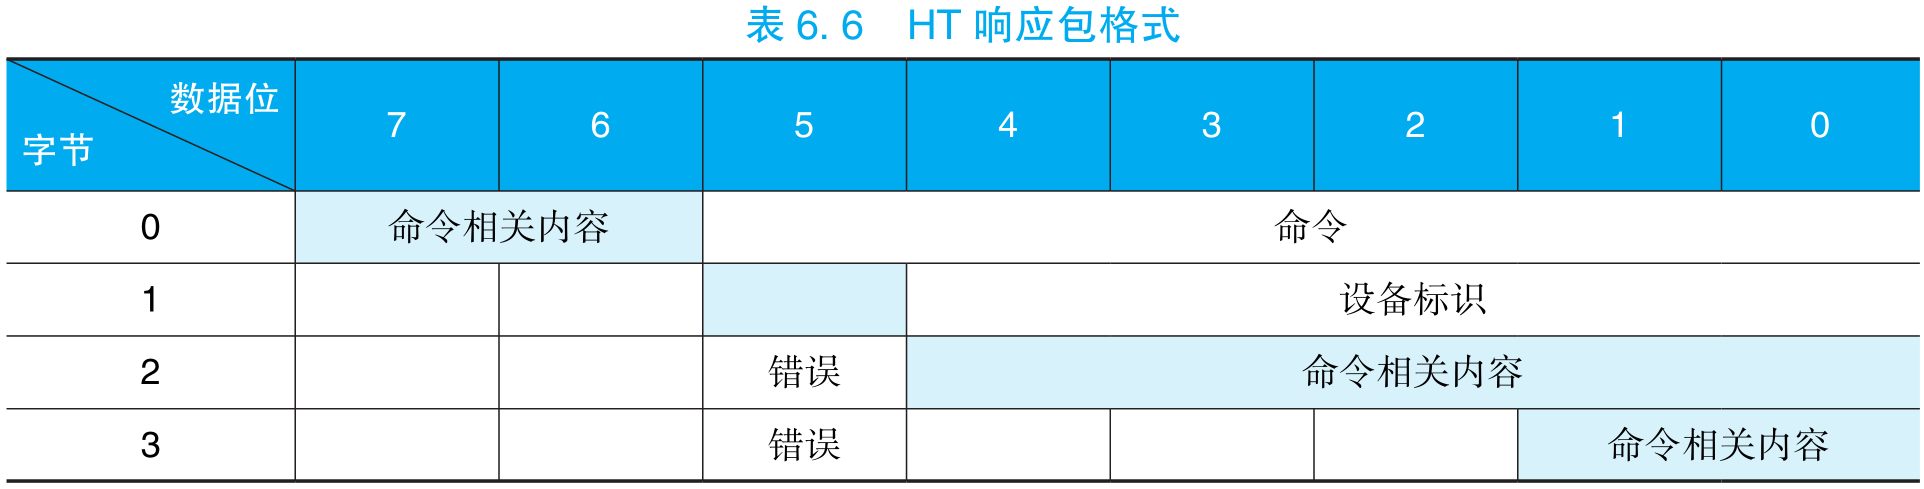 表 6.6 HT 响应包格式
数据位
字节 7 6 5 4 3 2 1 0
0 命令相关内容 命令
1 设备标识
2 错误 命令相关内容
3 错误 命令相关内容